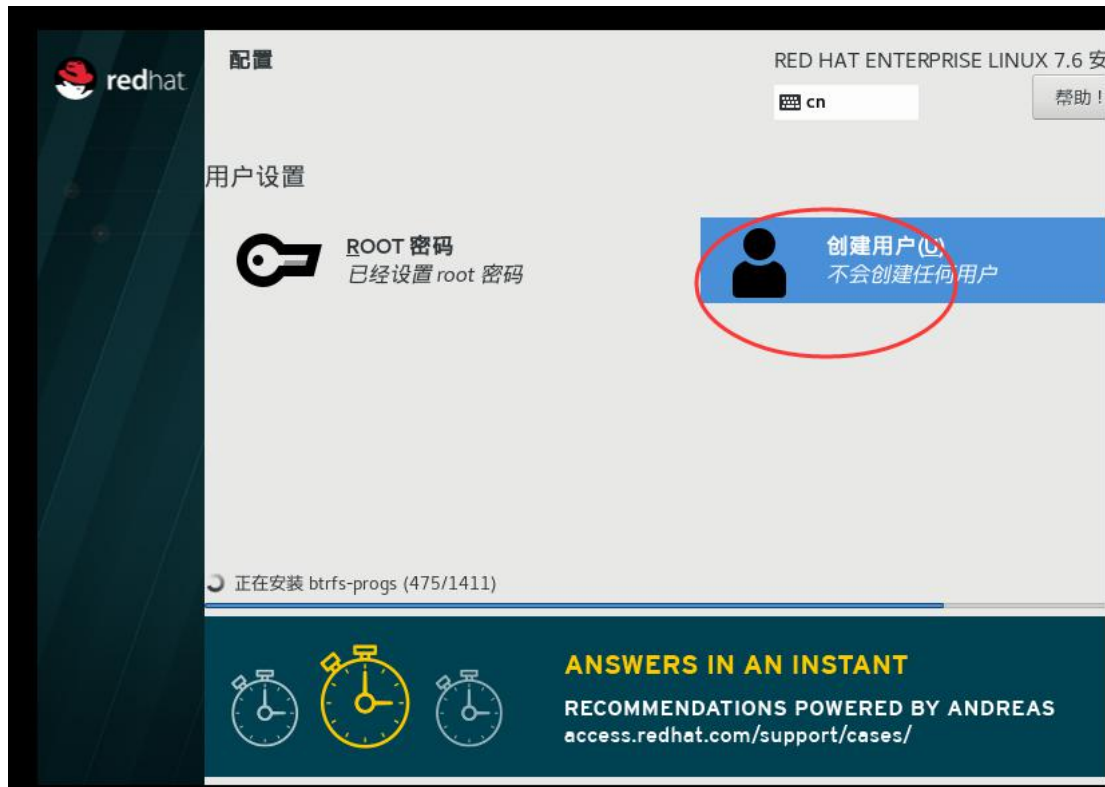 redhat
配置
RED HAT ENTERPRISE LINUX 7.6 安
cn
帮助！
用户设置
ROOT 密码
已经设置 root 密码
创建用户(U)
不会创建任何用户
正在安装 btrfs-progs (475/1411)
ANSWERS IN AN INSTANT
RECOMMENDATIONS POWERED BY ANDREAS
access.redhat.com/support/cases/